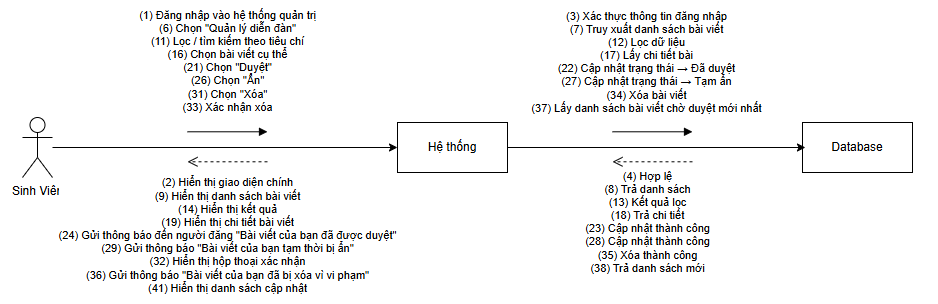 (1) Đăng nhập vào hệ thống quản trị
(6) Chọn "Quản lý diễn đàn"
(11) Lọc / tìm kiếm theo tiêu chí
(16) Chọn bài viết cụ thể
(21) Chọn "Duyệt"
(26) Chọn "Ẩn"
(31) Chọn "Xóa"
(33) Xác nhận xóa
(3) Xác thực thông tin đăng nhập
(7) Truy xuất danh sách bài viết
(12) Lọc dữ liệu
(17) Lấy chi tiết bài
(22) Cập nhật trạng thái → Đã duyệt
(27) Cập nhật trạng thái → Tạm ẩn
(34) Xóa bài viết
(37) Lấy danh sách bài viết chờ duyệt mới nhất
Sinh Viên
Hệ thống
Database
(2) Hiển thị giao diện chính
(9) Hiển thị danh sách bài viết
(14) Hiển thị kết quả
(19) Hiển thị chi tiết bài viết
(24) Gửi thông báo đến người đăng "Bài viết của bạn đã được duyệt"
(29) Gửi thông báo "Bài viết của bạn tạm thời bị ẩn"
(32) Hiển thị hộp thoại xác nhận
(36) Gửi thông báo "Bài viết của bạn đã bị xóa vì vi phạm"
(41) Hiển thị danh sách cập nhật
(4) Hợp lệ
(8) Trả danh sách
(13) Kết quả lọc
(18) Trả chi tiết
(23) Cập nhật thành công
(28) Cập nhật thành công
(35) Xóa thành công
(38) Trả danh sách mới